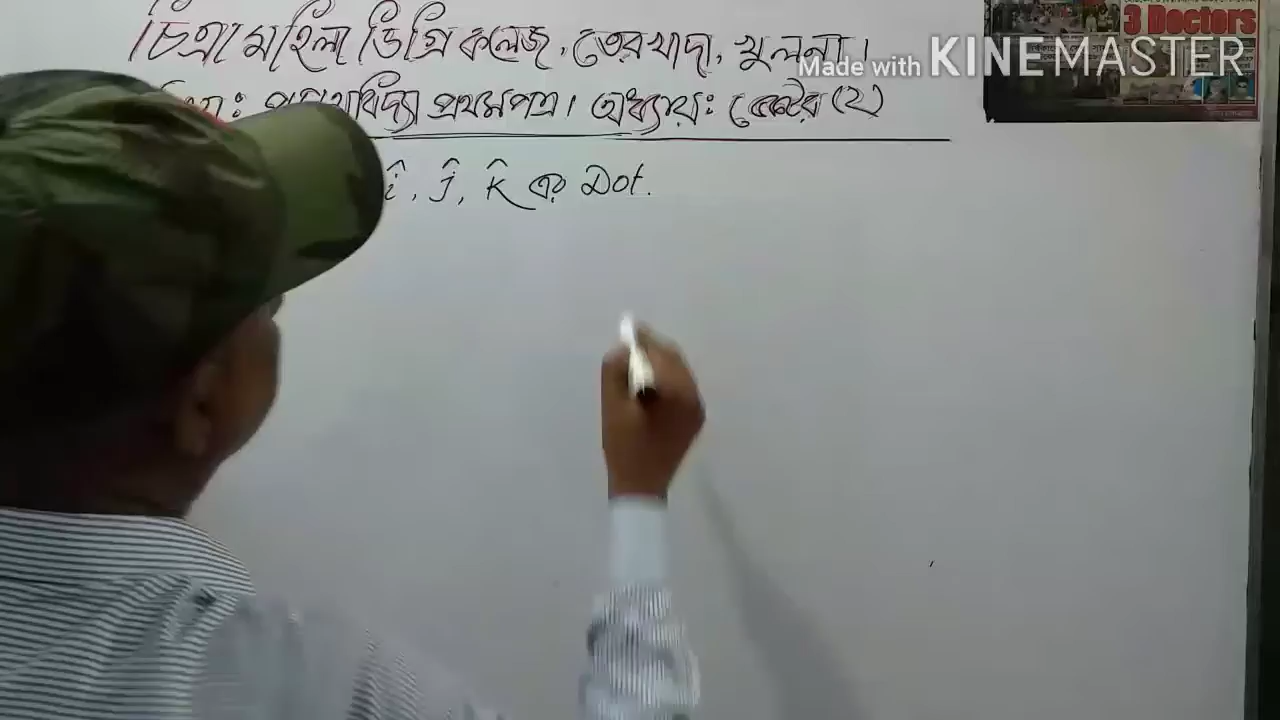 চিত্রা মহিলা ডিগ্রি কলেজ, তেরখাদা, খুলনা।
Made with KINEMASTER
3 Doctors
পদার্থবিদ্যা প্রথমপত্র। অধ্যায়ঃ ভেক্টর (২)
î, ĵ, k̂ এর Dot.